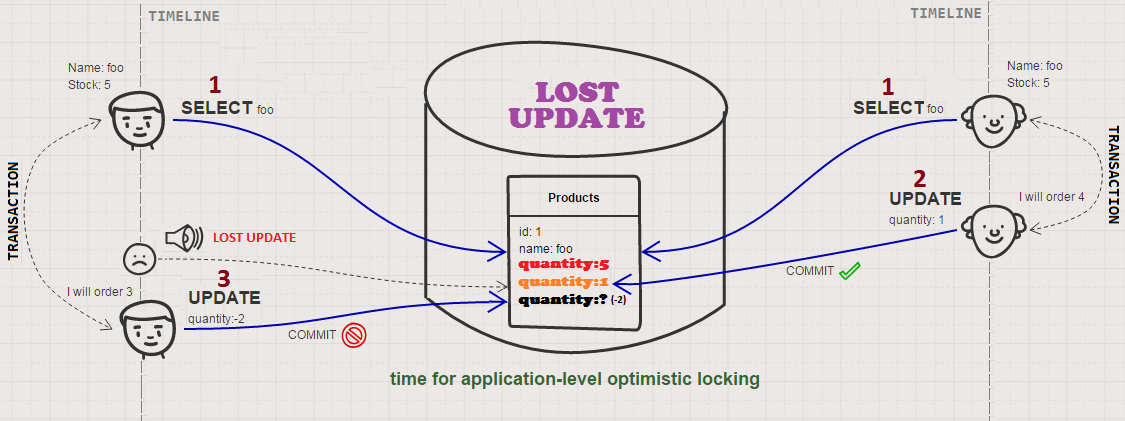 TIMELINE
TIMELINE
Name: foo
Stock: 5
1
SELECT foo
TRANSACTION
LOST UPDATE
I will order 3
3
UPDATE
quantity:-2
COMMIT
LOST
UPDATE
Products
id: 1
name: foo
quantity:5
quantity:1
quantity:? (-2)
Name: foo
Stock: 5
1
SELECT foo
TRANSACTION
2
UPDATE
quantity: 1
I will order 4
COMMIT
time for application-level optimistic locking